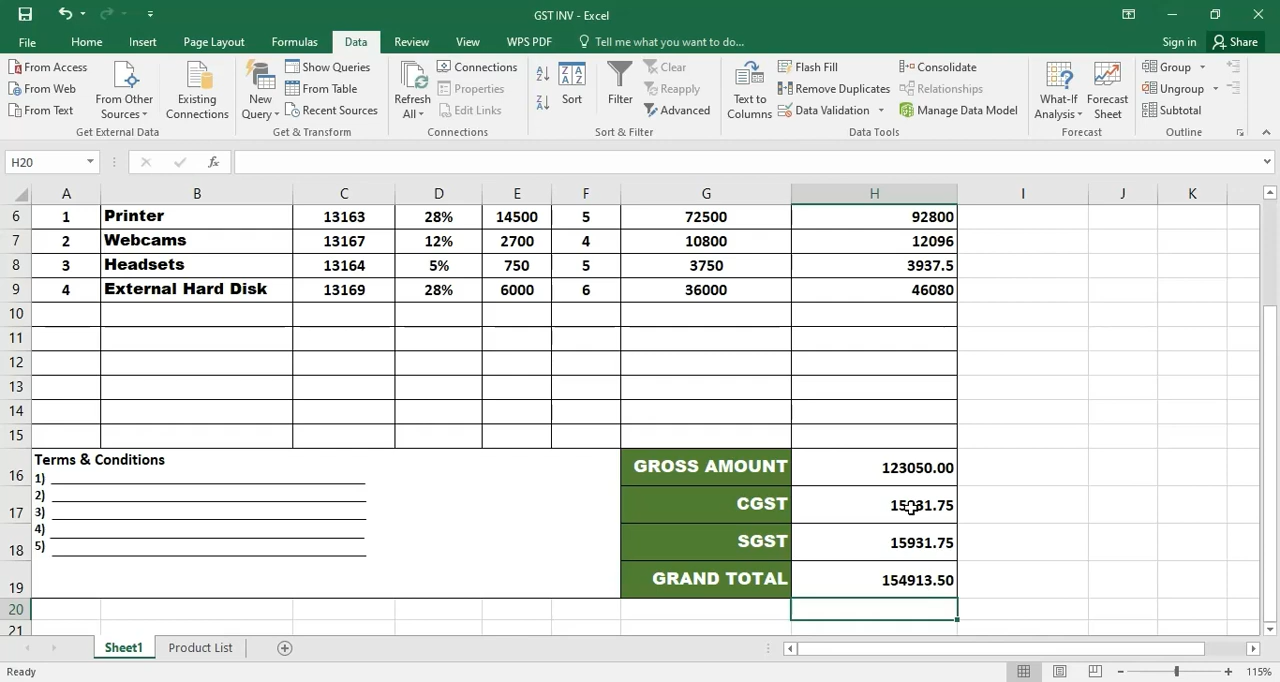 GST INV - Excel
File Home Insert Page Layout Formulas Data Review View WPS PDF Tell me what you want to do... Sign in Share
From Access
From Web
From Text
From Other Sources
Existing Connections
Get External Data
New Query
Show Queries
From Table
Recent Sources
Get & Transform
Refresh All
Connections
Properties
Edit Links
Connections
Sort
Filter
Clear
Reapply
Advanced
Sort & Filter
Text to Columns
Flash Fill
Remove Duplicates
Data Validation
Consolidate
Relationships
Manage Data Model
Data Tools
What-If Analysis
Forecast Sheet
Forecast
Group
Ungroup
Subtotal
Outline
H20 fx
A B C D E F G H I J K
6 1 Printer 13163 28% 14500 5 72500 92800
7 2 Webcams 13167 12% 2700 4 10800 12096
8 3 Headsets 13164 5% 750 5 3750 3937.5
9 4 External Hard Disk 13169 28% 6000 6 36000 46080
10
11
12
13
14
15
16 Terms & Conditions GROSS AMOUNT 123050.00
1)
2)
17 3) CGST 15931.75
4)
18 5) SGST 15931.75
19 GRAND TOTAL 154913.50
20
21
Sheet1 Product List
Ready 115%